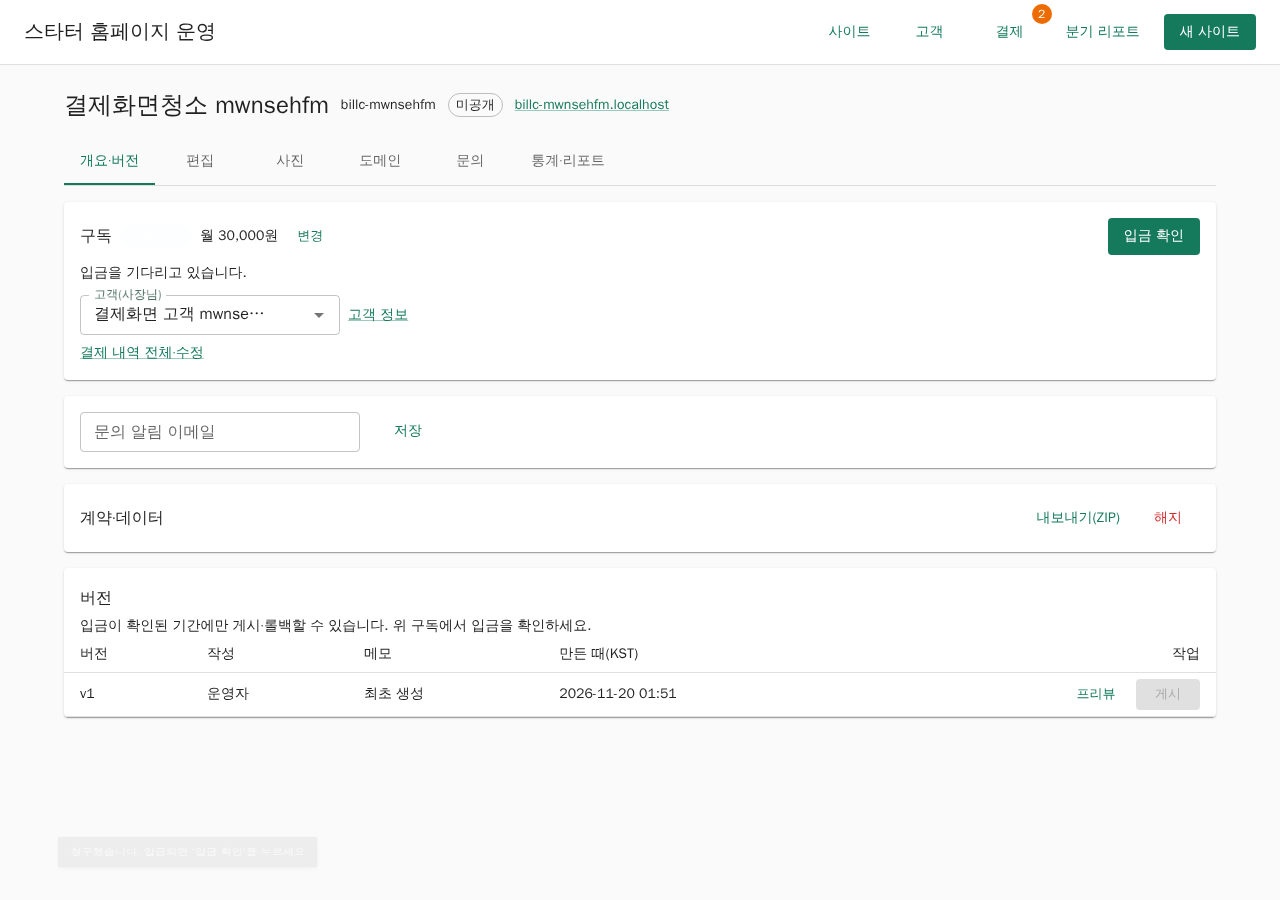 스타터 홈페이지 운영
사이트
고객
결제
2
분기 리포트
새 사이트
결제화면청소 mwnsehfm
billc-mwnsehfm
미공개
billc-mwnsehfm.localhost
개요·버전
편집
사진
도메인
문의
통계·리포트
구독
월 30,000원
변경
입금 확인
입금을 기다리고 있습니다.
고객(사장님)
결제화면 고객 mwnse…
고객 정보
결제 내역 전체·수정
문의 알림 이메일
저장
계약·데이터
내보내기(ZIP)
해지
버전
입금이 확인된 기간에만 게시·롤백할 수 있습니다. 위 구독에서 입금을 확인하세요.
버전 작성 메모 만든 때(KST) 작업
v1 운영자 최초 생성 2026-11-20 01:51 프리뷰 게시